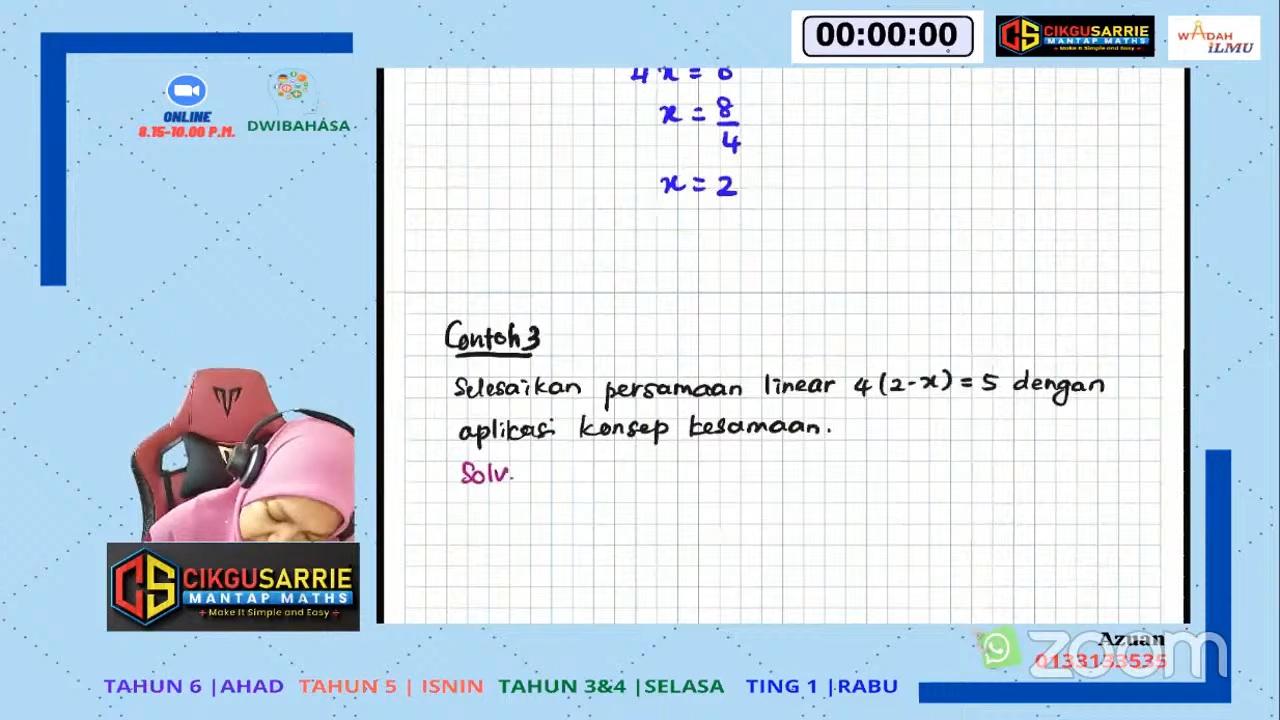 00:00:00
CS CIKGUSARRIE
MANTAP MATHS
Make It Simple and Easy
WADAH
iLMU
ONLINE
8.15-10.00 P.M.
DWIBAHASA
x = 8
4
x = 2
Contoh 3
Selesaikan persamaan linear 4(2-x) = 5 dengan
aplikasi konsep kesamaan.
Solv
CS CIKGUSARRIE
MANTAP MATHS
Make It Simple and Easy
Azuan
zoom
0133133535
TAHUN 6 |AHAD TAHUN 5 | ISNIN TAHUN 3&4 |SELASA TING 1 |RABU